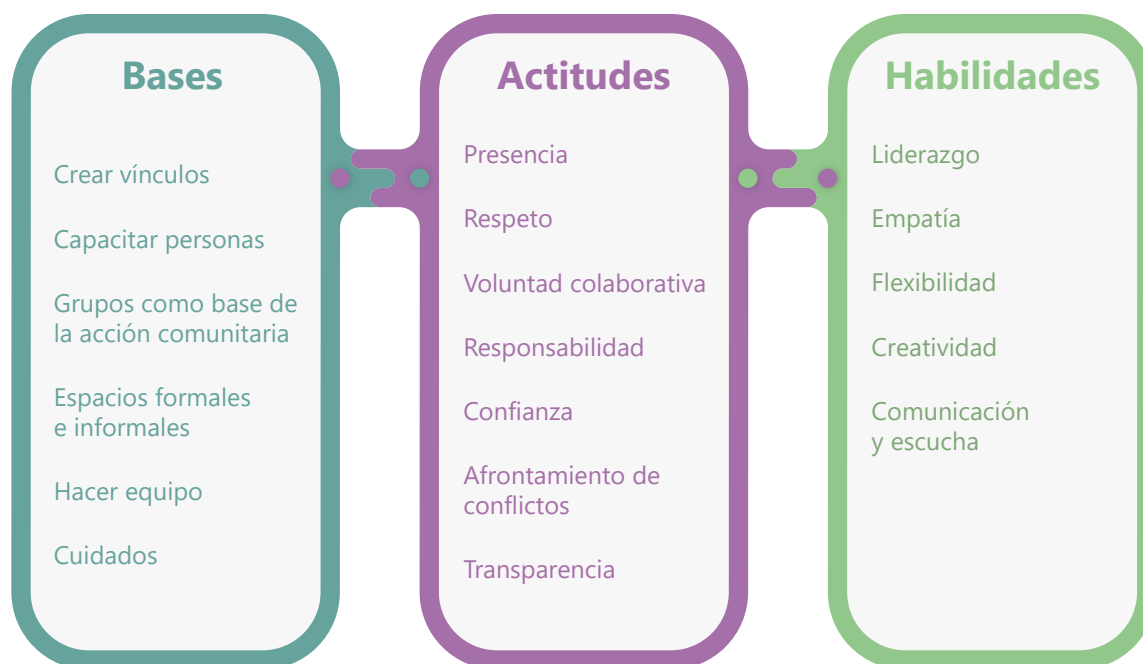 Bases
Crear vínculos
Capacitar personas
Grupos como base de
la acción comunitaria
Espacios formales
e informales
Hacer equipo
Cuidados
Actitudes
Presencia
Respeto
Voluntad colaborativa
Responsabilidad
Confianza
Afrontamiento de
conflictos
Transparencia
Habilidades
Liderazgo
Empatía
Flexibilidad
Creatividad
Comunicación
y escucha